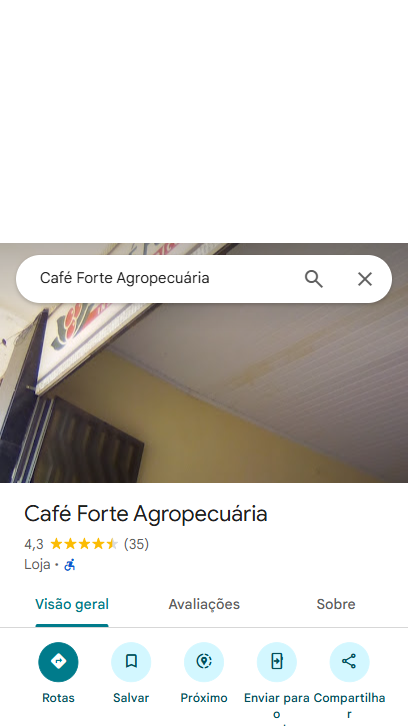 Café Forte Agropecuária
Café Forte Agropecuária
4,3 (35)
Loja •
Visão geral Avaliações Sobre
Rotas Salvar Próximo Enviar para o Compartilhar